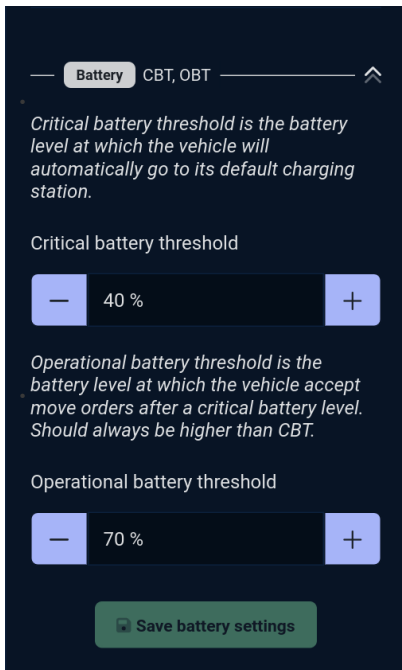 Battery CBT, OBT
Critical battery threshold is the battery
level at which the vehicle will
automatically go to its default charging
station.
Critical battery threshold
40 %
Operational battery threshold is the
battery level at which the vehicle accept
move orders after a critical battery level.
Should always be higher than CBT.
Operational battery threshold
70 %
Save battery settings